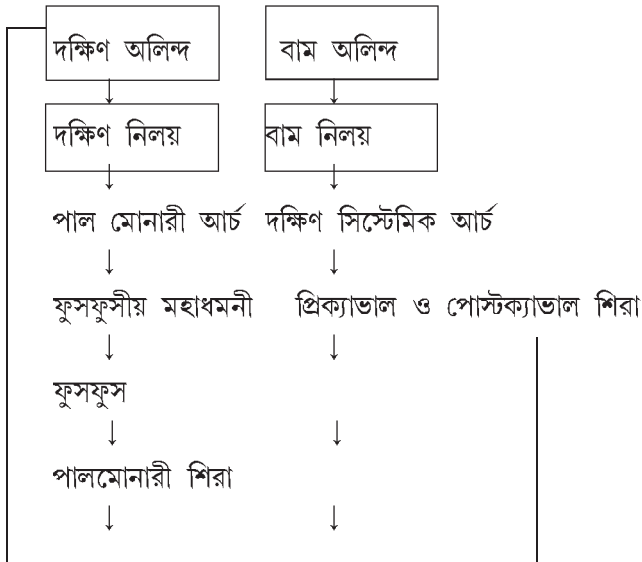 দক্ষিণ অলিন্দ বাম অলিন্দ
↓ ↓
দক্ষিণ নিলয় বাম নিলয়
↓ ↓
পাল মোনারী আর্চ দক্ষিণ সিস্টেমিক আর্চ
↓ ↓
ফুসফুসীয় মহাধমনী প্রিক্যাভাল ও পোস্টক্যাভাল শিরা
↓ ↓
ফুসফুস
↓ ↓
পালমোনারী শিরা
↓ ↓